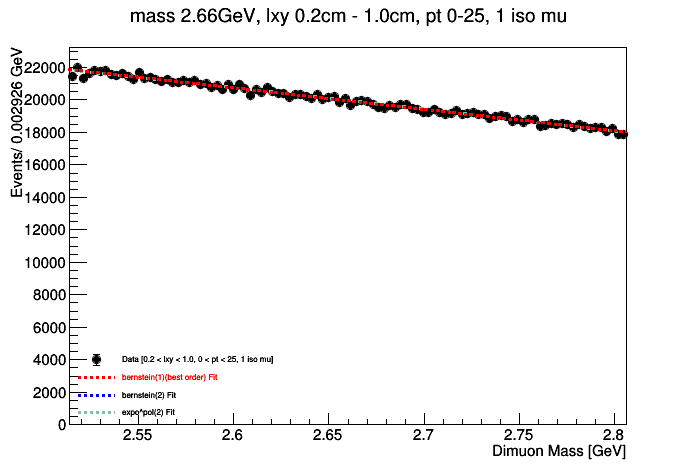 mass 2.66GeV, lxy 0.2cm - 1.0cm, pt 0-25, 1 iso mu
Events/ 0.002926 GeV
22000
20000
18000
16000
14000
12000
10000
8000
6000
4000
2000
0
Data [0.2 < lxy < 1.0, 0 < pt < 25, 1 iso mu]
bernstein(1)(best order) Fit
bernstein(2) Fit
expo*pol(2) Fit
2.55
2.6
2.65
2.7
2.75
2.8
Dimuon Mass [GeV]